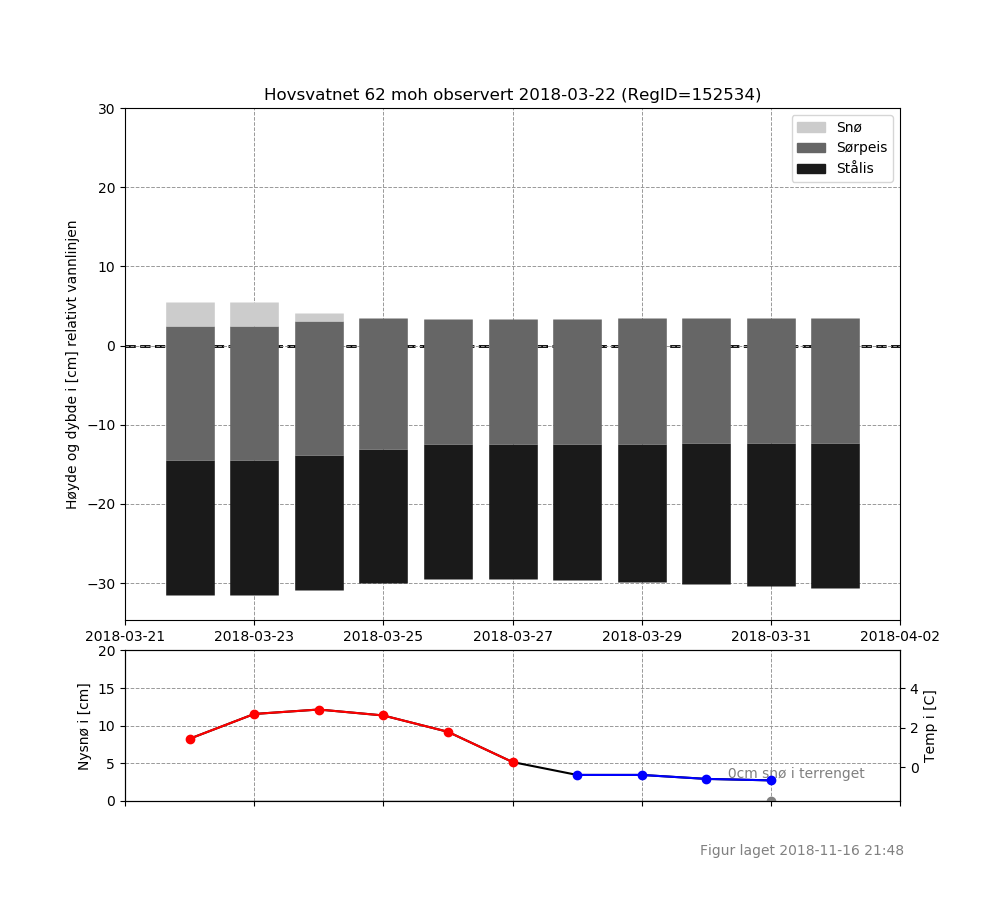 Hovsvatnet 62 moh observert 2018-03-22 (RegID=152534)
Høyde og dybde i [cm] relativt vannlinjen
30
20
10
0
−10
−20
−30
Snø
Sørpeis
Stålis
2018-03-21 2018-03-23 2018-03-25 2018-03-27 2018-03-29 2018-03-31 2018-04-02
Nysnø i [cm]
20
15
10
5
0
4
2
0
Temp i [C]
0cm snø i terrenget
Figur laget 2018-11-16 21:48